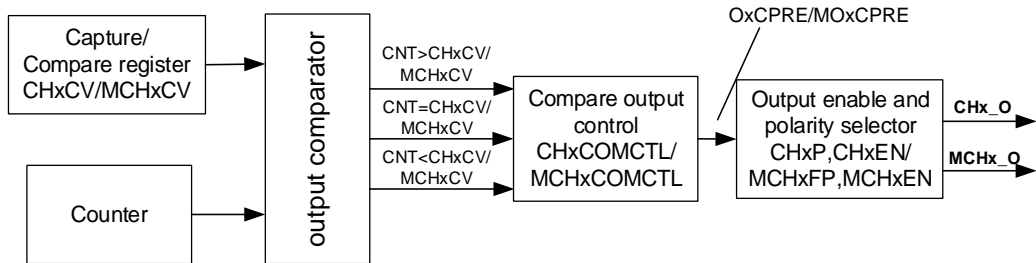 Capture/
Compare register
CHxCV/MCHxCV
Counter
output comparator
CNT>CHxCV/
MCHxCV
CNT=CHxCV/
MCHxCV
CNT<CHxCV/
MCHxCV
Compare output
control
CHxCOMCTL/
MCHxCOMCTL
OxCPRE/MOxCPRE
Output enable and
polarity selector
CHxP,CHxEN/
MCHxFP,MCHxEN
CHx_O
MCHx_O